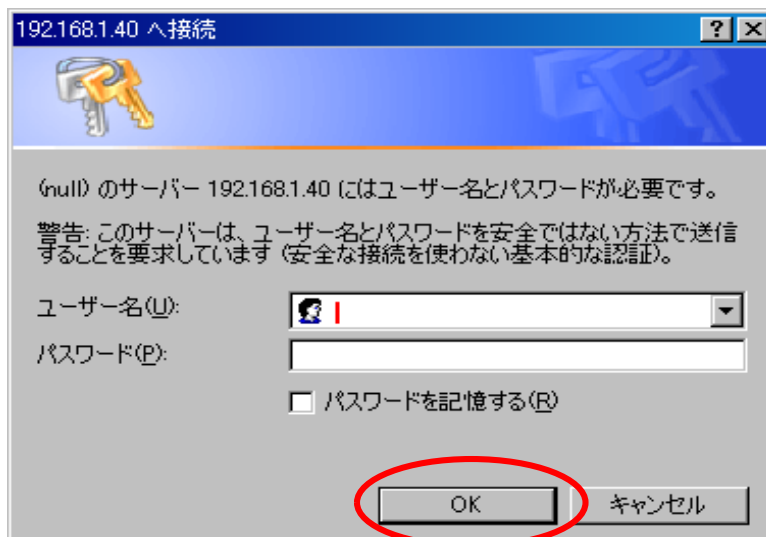 192.168.1.40 へ接続
(null) のサーバー 192.168.1.40 にはユーザー名とパスワードが必要です。
警告: このサーバーは、ユーザー名とパスワードを安全ではない方法で送信
することを要求しています (安全な接続を使わない基本的な認証)。
ユーザー名(U):
パスワード(P):
パスワードを記憶する(R)
OK
キャンセル